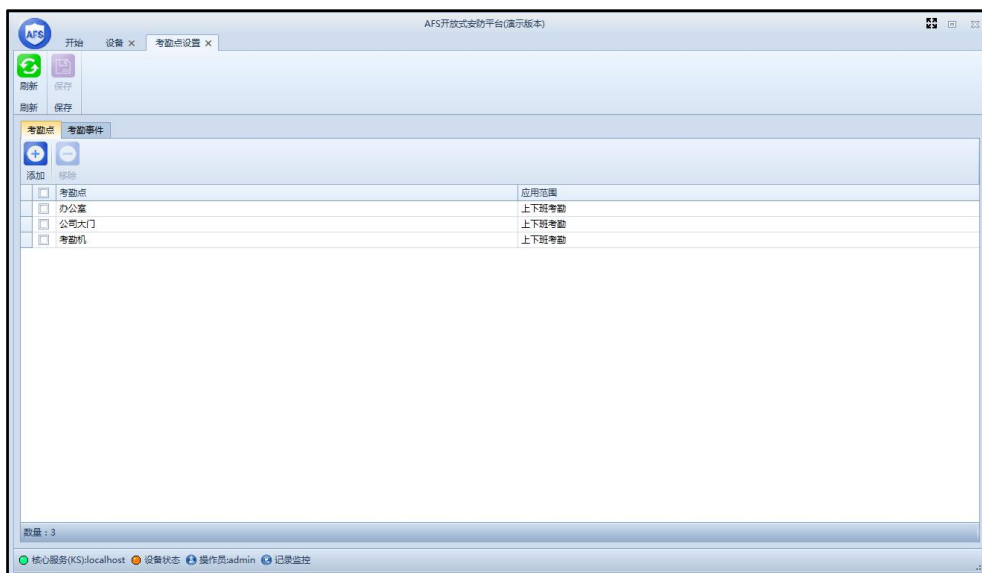 AFS开放式安防平台(演示版本)
AFS
开始 设备 考勤点设置
刷新 保存
刷新 保存
考勤点 考勤事件
添加 移除
考勤点 应用范围
办公室 上下班考勤
公司大门 上下班考勤
考勤机 上下班考勤
数量：3
核心服务(KS):localhost 设备状态 操作员:admin 记录监控